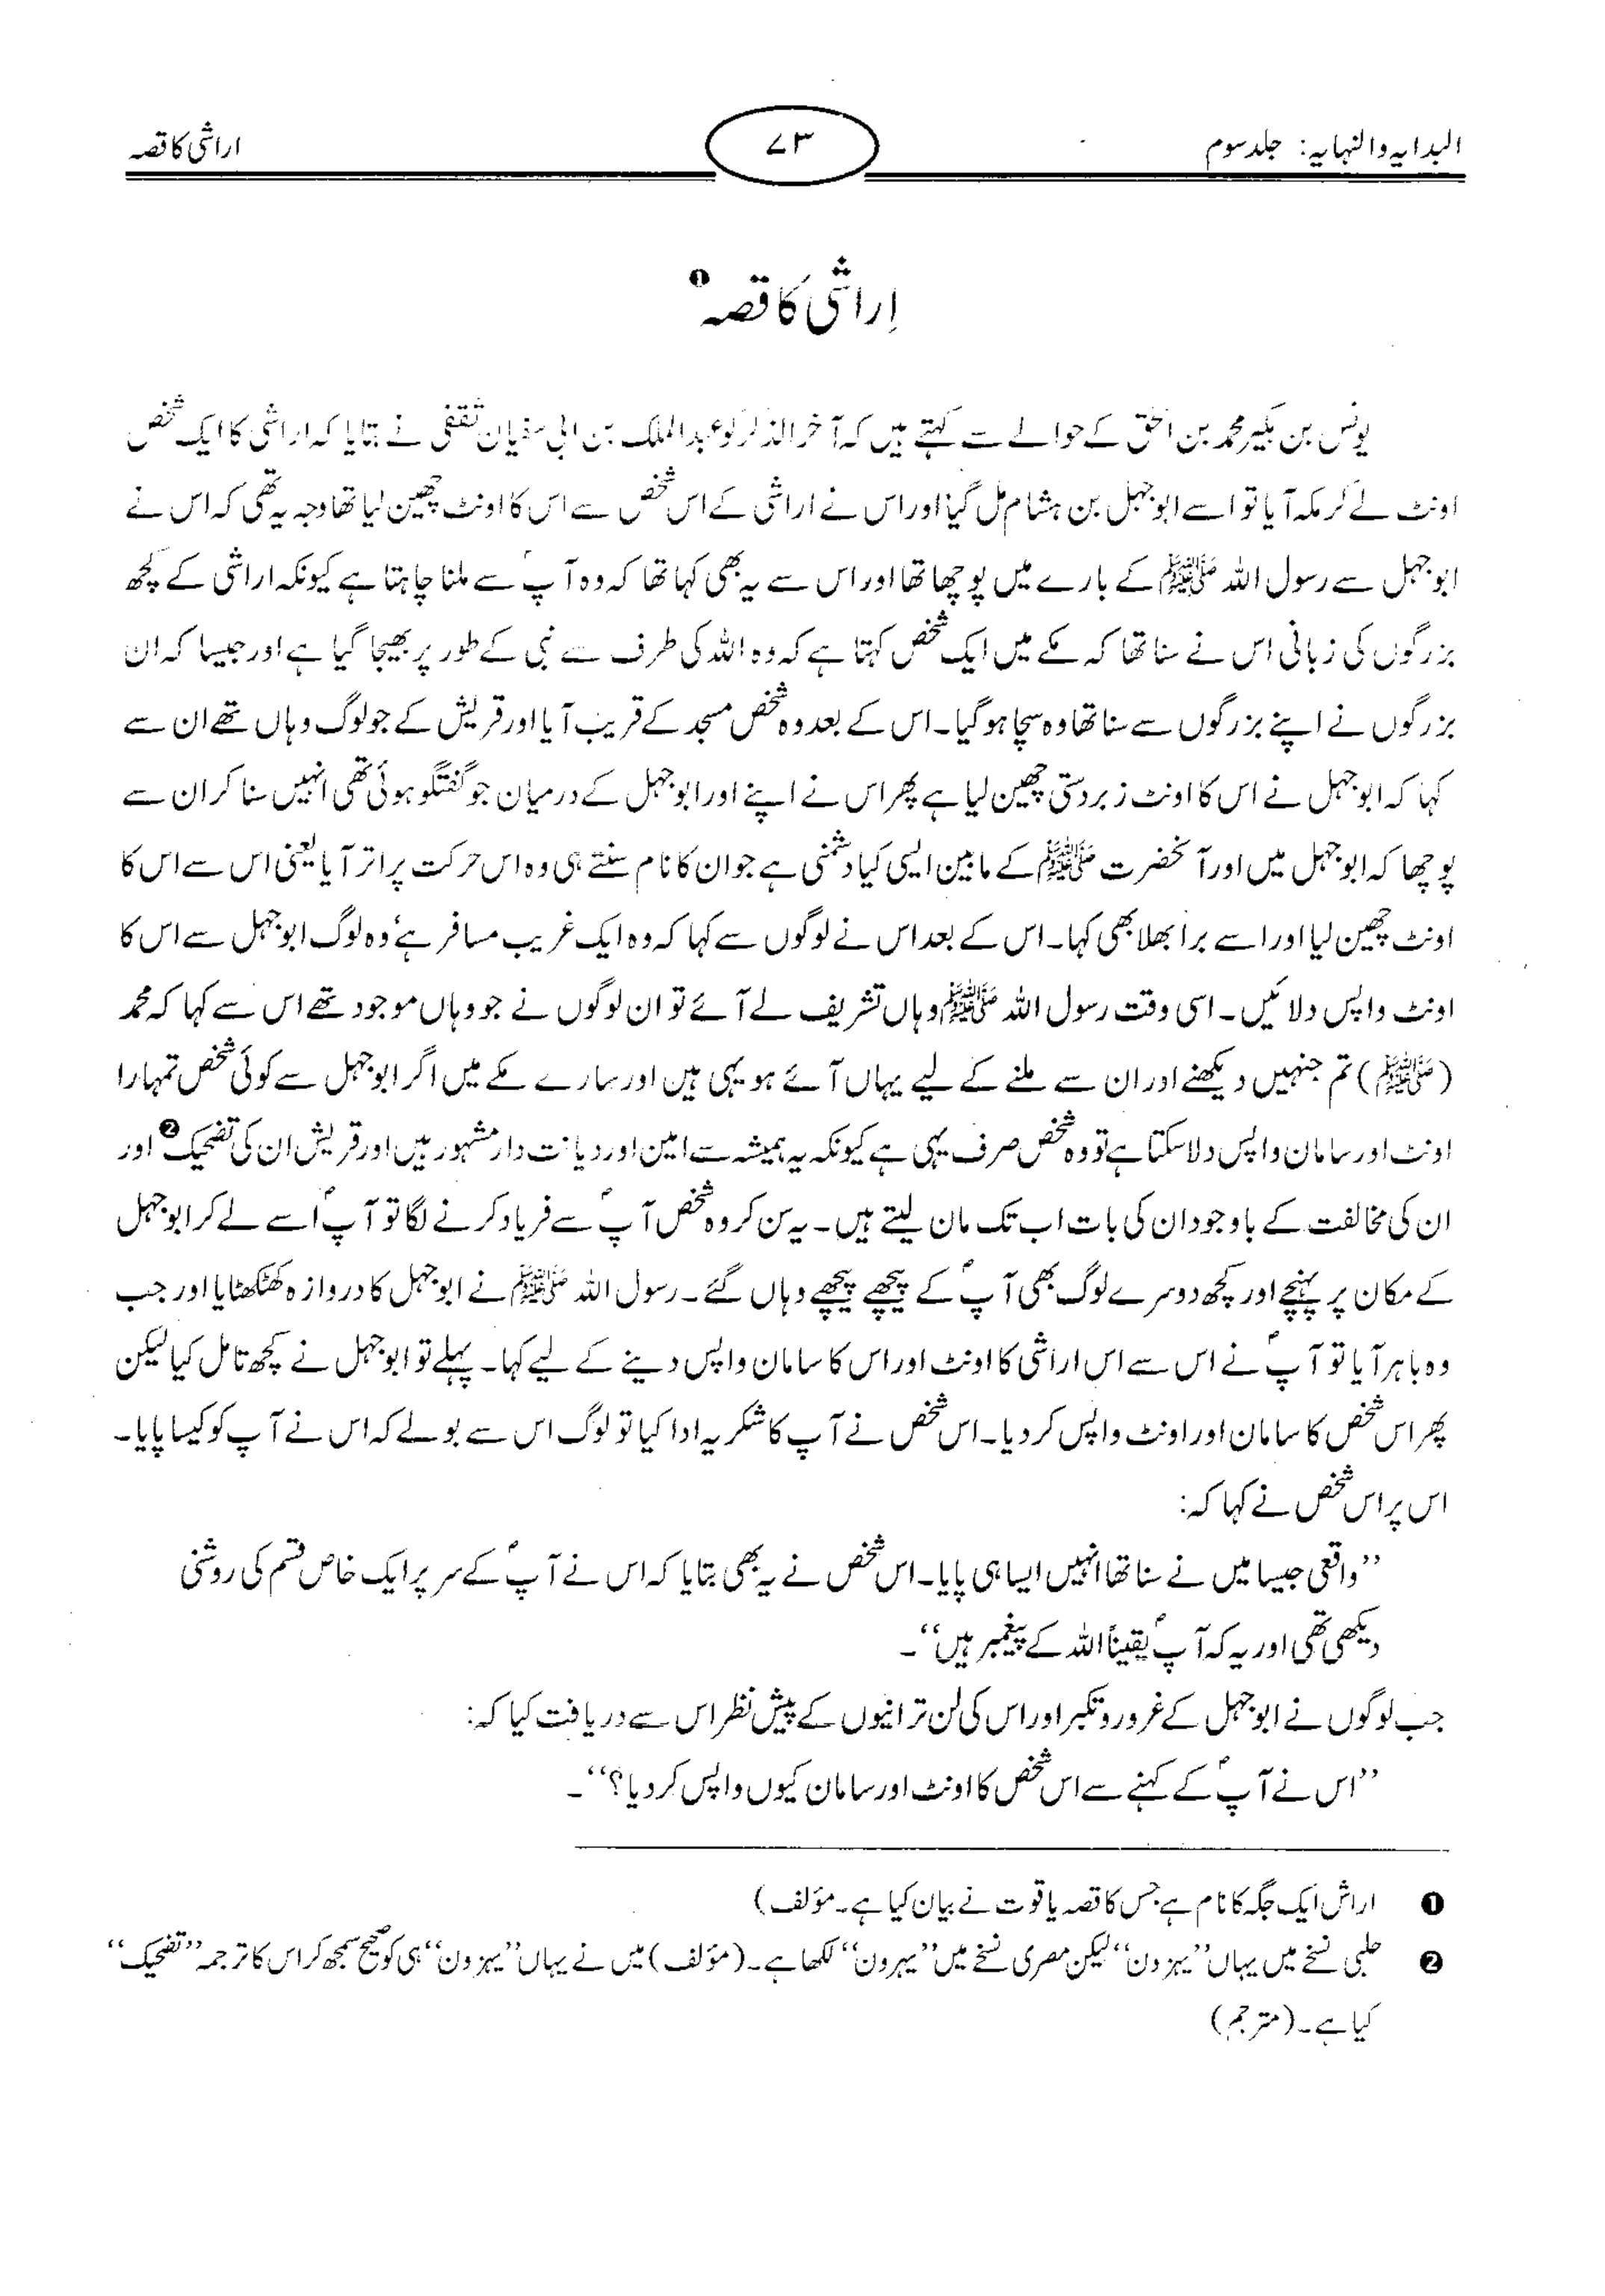 البدایہ والنہایہ: جلد سوم
۷۳
اراشی کا قصہ
اِراشی کا قصہ ❶
یونس بن بکیر محمد بن اسحٰق کے حوالے سے کہتے ہیں کہ آخر الذکر کو عبدالملک بن ابی سفیان ثقفی نے بتایا کہ اراشی کا ایک شخص
اونٹ لے کر مکہ آیا تو اسے ابوجہل بن ہشام مل گیا اور اس نے اراشی کے اس شخص سے اس کا اونٹ چھین لیا تھا وجہ یہ تھی کہ اس نے
ابوجہل سے رسول اللہ ﷺ کے بارے میں پوچھا تھا اور اس سے یہ بھی کہا تھا کہ وہ آپؐ سے ملنا چاہتا ہے کیونکہ اراشی کے کچھ
بزرگوں کی زبانی اس نے سنا تھا کہ مکے میں ایک شخص کہتا ہے کہ وہ اللہ کی طرف سے نبی کے طور پر بھیجا گیا ہے اور جیسا کہ ان
بزرگوں نے اپنے بزرگوں سے سنا تھا وہ سچا ہو گیا۔ اس کے بعد وہ شخص مسجد کے قریب آیا اور قریش کے جو لوگ وہاں تھے ان سے
کہا کہ ابوجہل نے اس کا اونٹ زبردستی چھین لیا ہے پھر اس نے اپنے اور ابوجہل کے درمیان جو گفتگو ہوئی تھی انہیں سنا کر ان سے
پوچھا کہ ابوجہل میں اور آنحضرت ﷺ کے مابین ایسی کیا دشمنی ہے جو ان کا نام سنتے ہی وہ اس حرکت پر اتر آیا یعنی اس سے اس کا
اونٹ چھین لیا اور اسے برا بھلا بھی کہا۔ اس کے بعد اس نے لوگوں سے کہا کہ وہ ایک غریب مسافر ہے‘ وہ لوگ ابوجہل سے اس کا
اونٹ واپس دلائیں۔ اسی وقت رسول اللہ ﷺ وہاں تشریف لے آئے تو ان لوگوں نے جو وہاں موجود تھے اس سے کہا کہ محمد
(ﷺ) تم جنہیں دیکھنے اور ان سے ملنے کے لیے یہاں آئے ہو یہی ہیں اور سارے مکے میں اگر ابوجہل سے کوئی شخص تمہارا
اونٹ اور سامان واپس دلا سکتا ہے تو وہ شخص صرف یہی ہے کیونکہ یہ ہمیشہ سے امین اور دیانت دار مشہور ہیں اور قریش ان کی تضحیک ❷ اور
ان کی مخالفت کے باوجود ان کی بات اب تک مان لیتے ہیں۔ یہ سن کر وہ شخص آپؐ سے فریاد کرنے لگا تو آپؐ اسے لے کر ابوجہل
کے مکان پر پہنچے اور کچھ دوسرے لوگ بھی آپؐ کے پیچھے پیچھے وہاں گئے۔ رسول اللہ ﷺ نے ابوجہل کا دروازہ کھٹکھٹایا اور جب
وہ باہر آیا تو آپؐ نے اس سے اس اراشی کا اونٹ اور اس کا سامان واپس دینے کے لیے کہا۔ پہلے تو ابوجہل نے کچھ تامل کیا لیکن
پھر اس شخص کا سامان اور اونٹ واپس کر دیا۔ اس شخص نے آپ کا شکریہ ادا کیا تو لوگ اس سے بولے کہ اس نے آپ کو کیسا پایا۔
اس پر اس شخص نے کہا کہ:
’’واقعی جیسا میں نے سنا تھا انہیں ایسا ہی پایا۔ اس شخص نے یہ بھی بتایا کہ اس نے آپؐ کے سر پر ایک خاص قسم کی روشنی
دیکھی تھی اور یہ کہ آپؐ یقیناً اللہ کے پیغمبر ہیں‘‘۔
جب لوگوں نے ابوجہل کے غرور و تکبر اور اس کی لن ترانیوں کے پیش نظر اس سے دریافت کیا کہ:
’’اس نے آپؐ کے کہنے سے اس شخص کا اونٹ اور سامان کیوں واپس کر دیا؟‘‘۔
❶ اراش ایک جگہ کا نام ہے جس کا قصہ یاقوت نے بیان کیا ہے۔ مؤلف)
❷ حلبی نسخے میں یہاں ’’یہزدن‘‘ لیکن مصری نسخے میں ’’یہرون‘‘ لکھا ہے۔ (مؤلف) میں نے یہاں ’’یہزون‘‘ ہی کو صحیح سمجھ کر اس کا ترجمہ ’’تضحیک‘‘
کیا ہے۔ (مترجم)